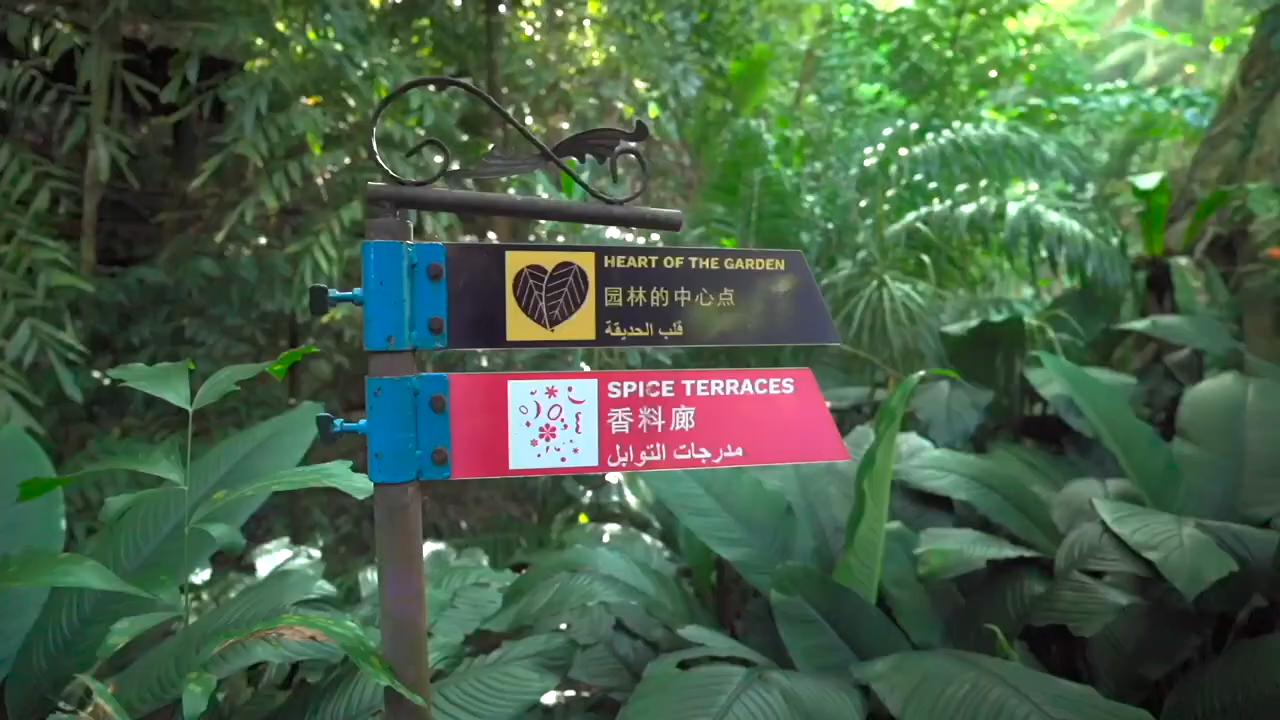 HEART OF THE GARDEN
园林的中心点
قلب الحديقة
SPICE TERRACES
香料廊
مدرجات التوابل